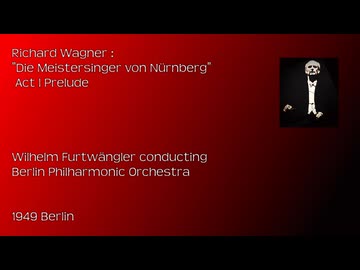 Richard Wagner :
"Die Meistersinger von Nürnberg"
Act I Prelude
Wilhelm Furtwängler conducting
Berlin Philharmonic Orchestra
1949 Berlin